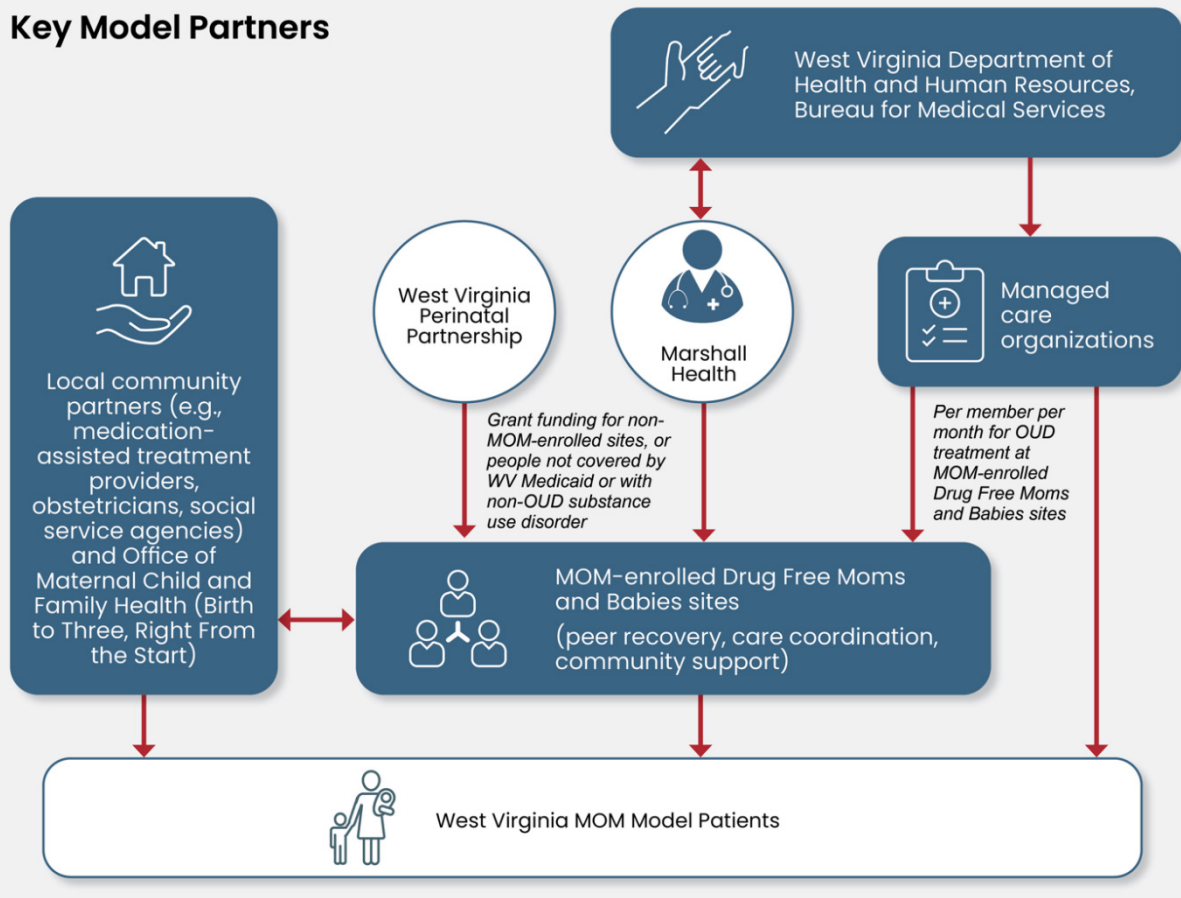 Key Model Partners
West Virginia Department of
Health and Human Resources,
Bureau for Medical Services
Local community
partners (e.g.,
medication-
assisted treatment
providers,
obstetricians, social
service agencies)
and Office of
Maternal Child and
Family Health (Birth
to Three, Right From
the Start)
West Virginia
Perinatal
Partnership
Marshall
Health
Managed
care
organizations
Grant funding for non-
MOM-enrolled sites, or
people not covered by
WV Medicaid or with
non-OUD substance
use disorder
Per member per
month for OUD
treatment at
MOM-enrolled
Drug Free Moms
and Babies sites
MOM-enrolled Drug Free Moms
and Babies sites
(peer recovery, care coordination,
community support)
West Virginia MOM Model Patients